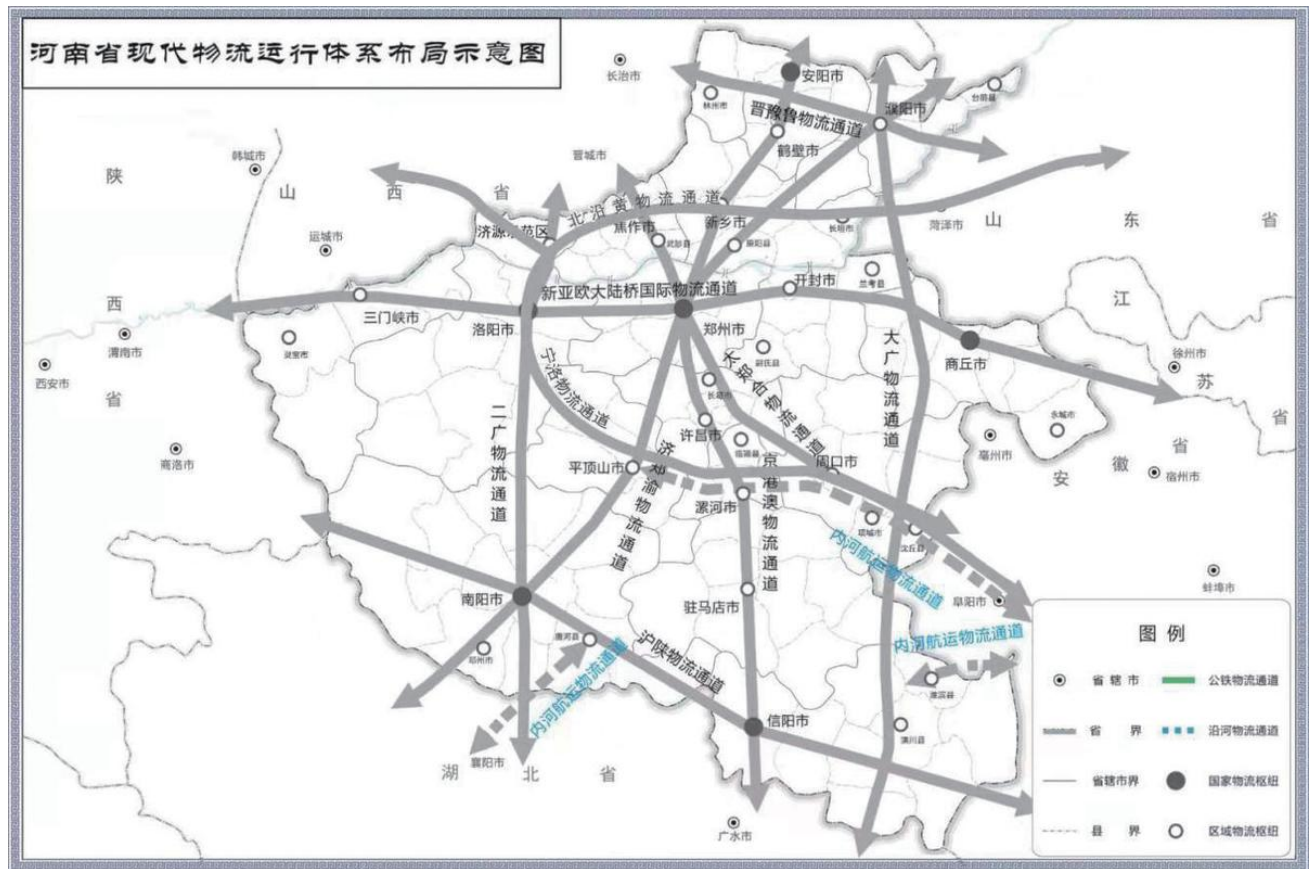 河南省现代物流运行体系布局示意图
长治市
安阳市
林州市
台前县
濮阳市
晋豫鲁物流通道
鹤壁市
韩城市
晋城市
陕
山
西
省
北沿黄物流通道
新乡市
焦作市
武陟县
原阳县
长垣市
菏泽市
山
东
省
运城市
新亚欧大陆桥国际物流通道
开封市
兰考县
西
三门峡市
洛阳市
郑州市
江
渭南市
灵宝市
尉氏县
商丘市
徐州市
西安市
长葛市
苏
省
宁洛物流通道
太郑合物流通道
大广物流通道
省
二广物流通道
许昌市
临颍县
永城市
亳州市
省
商洛市
平顶山市
济郑渝物流通道
京港澳物流通道
周口市
安
徽
宿州市
漯河市
项城市
沈丘县
内河航运物流通道
蚌埠市
南阳市
驻马店市
阜阳市
邓州市
唐河县
沪陕物流通道
内河航运物流通道
淮滨县
内河航运物流通道
信阳市
潢川县
襄阳市
湖
北
省
广水市
图例
省辖市
公铁物流通道
省界
沿河物流通道
省辖市界
国家物流枢纽
县界
区域物流枢纽